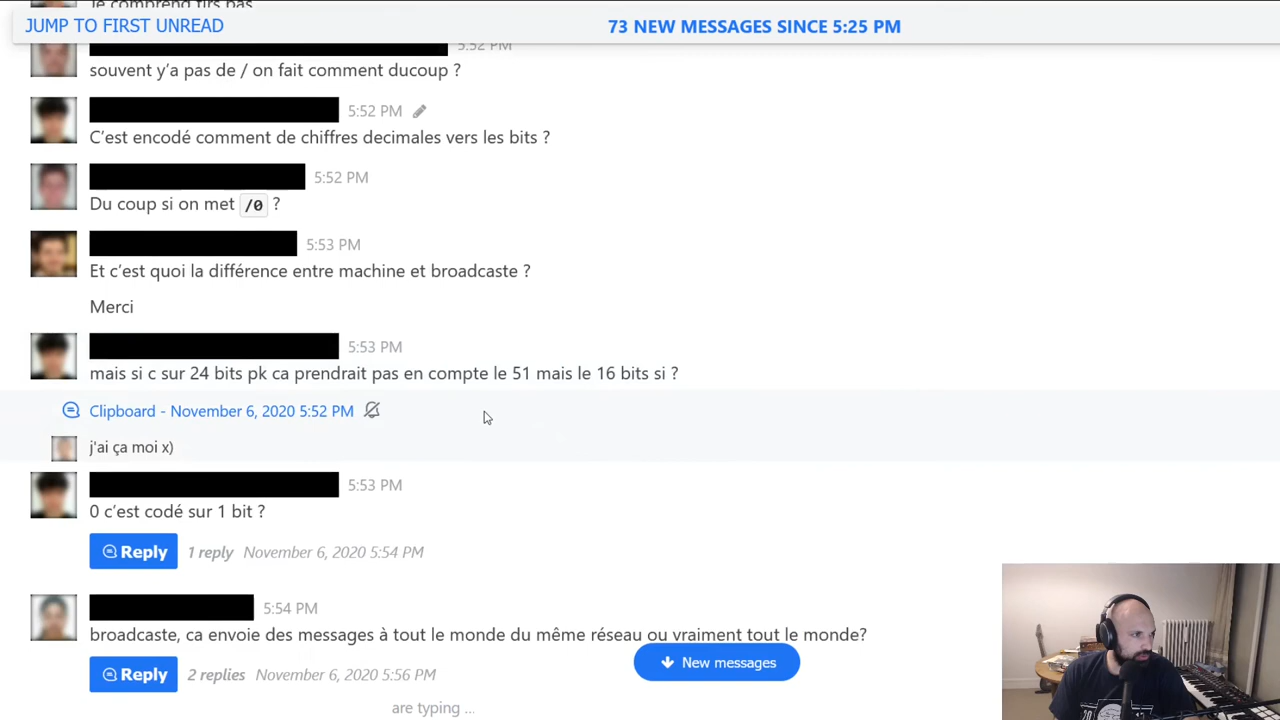 Je comprend firs pas
JUMP TO FIRST UNREAD
73 NEW MESSAGES SINCE 5:25 PM
5:52 PM
souvent y’a pas de / on fait comment ducoup ?
5:52 PM
C’est encodé comment de chiffres decimales vers les bits ?
5:52 PM
Du coup si on met /0 ?
5:53 PM
Et c’est quoi la différence entre machine et broadcaste ?
Merci
5:53 PM
mais si c sur 24 bits pk ca prendrait pas en compte le 51 mais le 16 bits si ?
Clipboard - November 6, 2020 5:52 PM
j'ai ça moi x)
5:53 PM
0 c’est codé sur 1 bit ?
Reply 1 reply November 6, 2020 5:54 PM
5:54 PM
broadcaste, ca envoie des messages à tout le monde du même réseau ou vraiment tout le monde?
New messages
Reply 2 replies November 6, 2020 5:56 PM
are typing ...